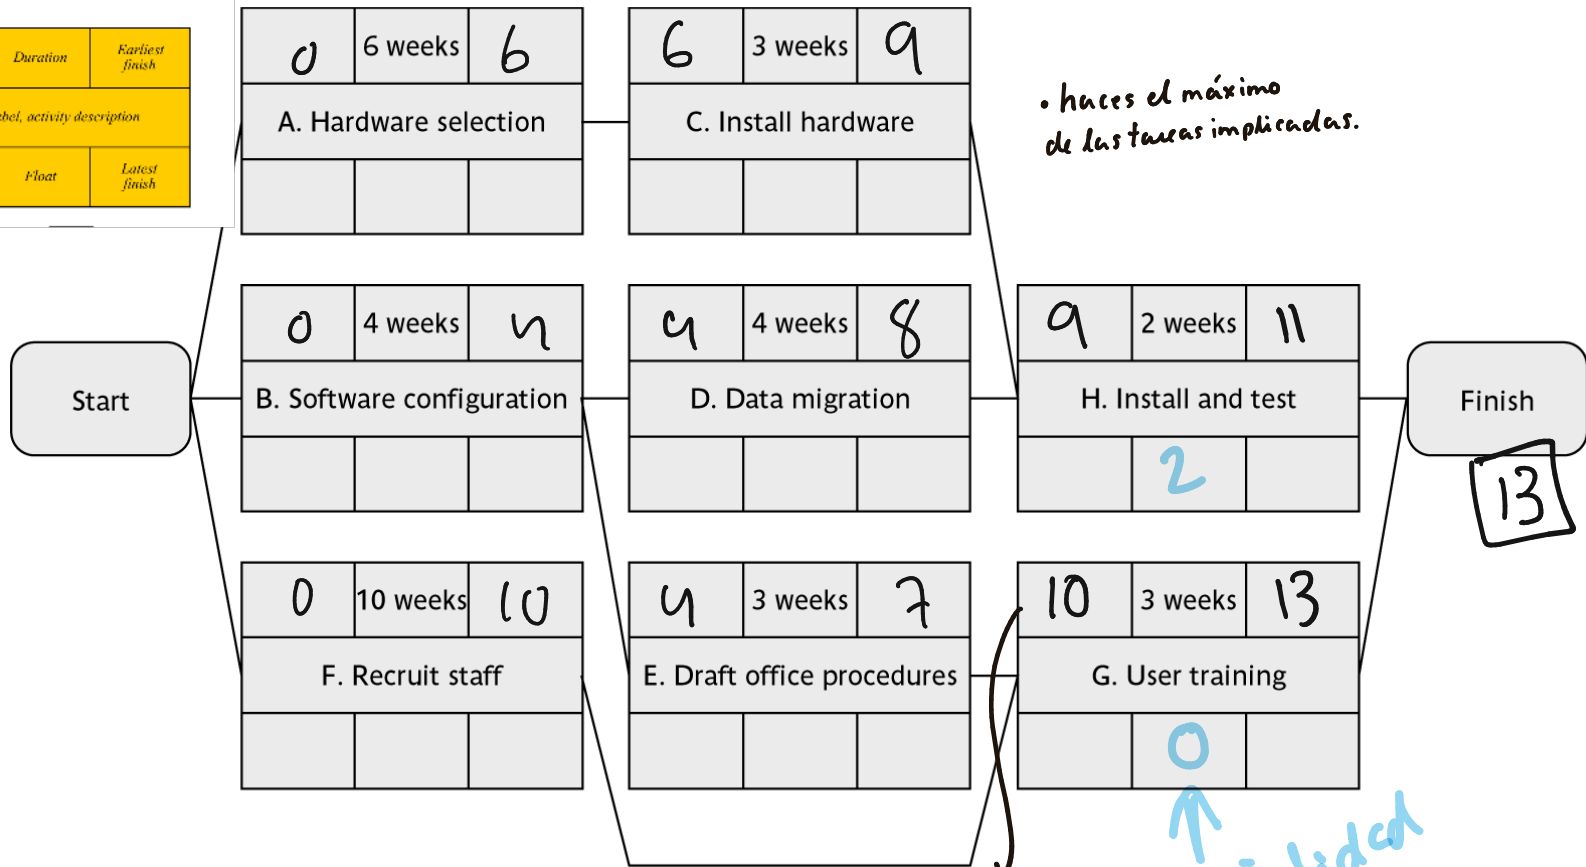 Duration
Earliest
finish
bel, activity description
Float
Latest
finish
0 6 weeks 6
A. Hardware selection
6 3 weeks 9
C. Install hardware
• haces el máximo
de las tareas implicadas.
0 4 weeks 4
B. Software configuration
4 4 weeks 8
D. Data migration
9 2 weeks 11
H. Install and test
2
Start
Finish
13
0 10 weeks 10
F. Recruit staff
4 3 weeks 7
E. Draft office procedures
10 3 weeks 13
G. User training
0